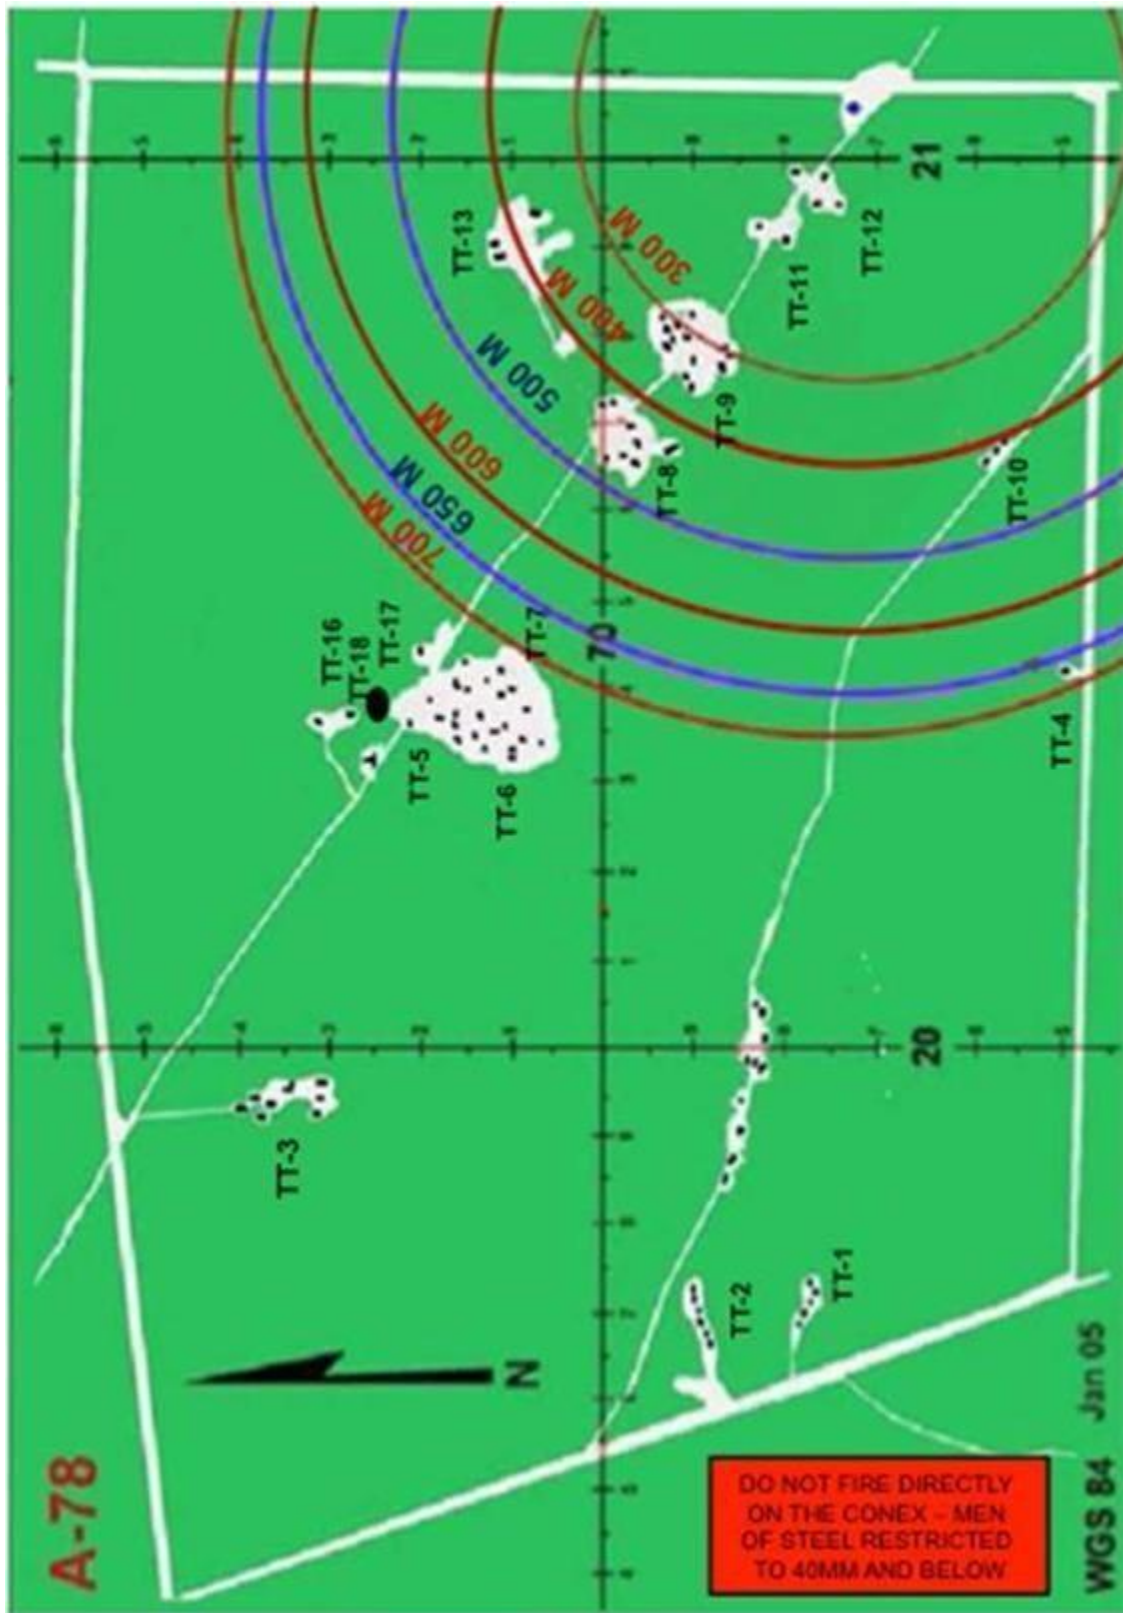 A-78
TT-13
300 M
400 M
500 M
600 M
650 M
700 M
21
TT-12
TT-11
TT-9
TT-8
TT-10
TT-16
TT-18
TT-17
TT-7
70
TT-5
TT-6
TT-4
20
TT-3
TT-2
TT-1
N
DO NOT FIRE DIRECTLY
ON THE CONEX – MEN
OF STEEL RESTRICTED
TO 40MM AND BELOW
WGS 84 Jan 05